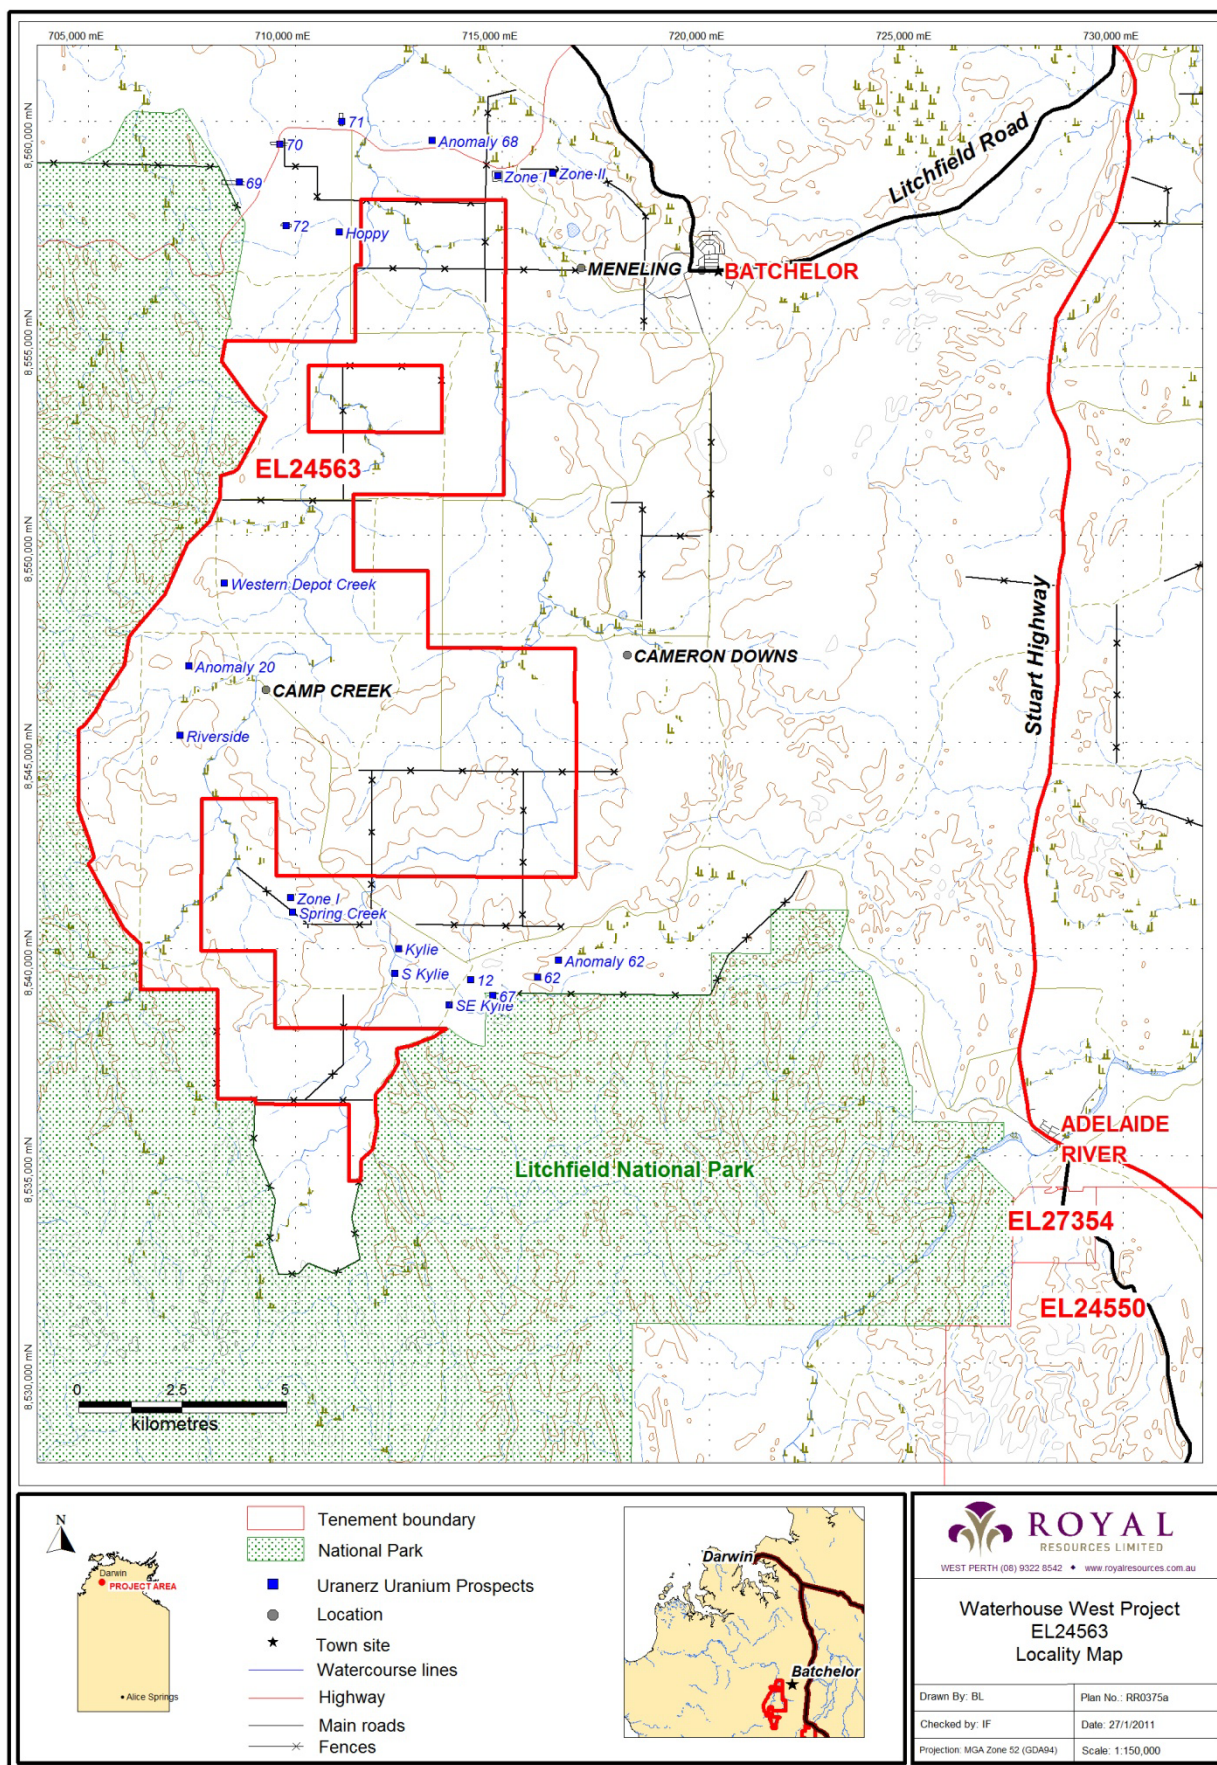 705,000 mE
710,000 mE
715,000 mE
720,000 mE
725,000 mE
730,000 mE
8,560,000 mN
8,555,000 mN
8,550,000 mN
8,545,000 mN
8,540,000 mN
8,535,000 mN
8,530,000 mN
71
70
Anomaly 68
69
Zone I
Zone II
72
Hoppy
Litchfield Road
MENELING
BATCHELOR
EL24563
Western Depot Creek
Stuart Highway
CAMERON DOWNS
Anomaly 20
CAMP CREEK
Riverside
Zone I
Spring Creek
Kylie
Anomaly 62
S Kylie
12
62
67
SE Kylie
ADELAIDE
RIVER
Litchfield National Park
EL27354
EL24550
0
2.5
5
kilometres
N
Darwin
PROJECT AREA
Alice Springs
Tenement boundary
National Park
Uranerz Uranium Prospects
Location
Town site
Watercourse lines
Highway
Main roads
Fences
Darwin
Batchelor
ROYAL
RESOURCES LIMITED
WEST PERTH (08) 9322 8542 ♦ www.royalresources.com.au
Waterhouse West Project
EL24563
Locality Map
Drawn By: BL
Plan No.: RR0375a
Checked by: IF
Date: 27/1/2011
Projection: MGA Zone 52 (GDA94)
Scale: 1:150,000